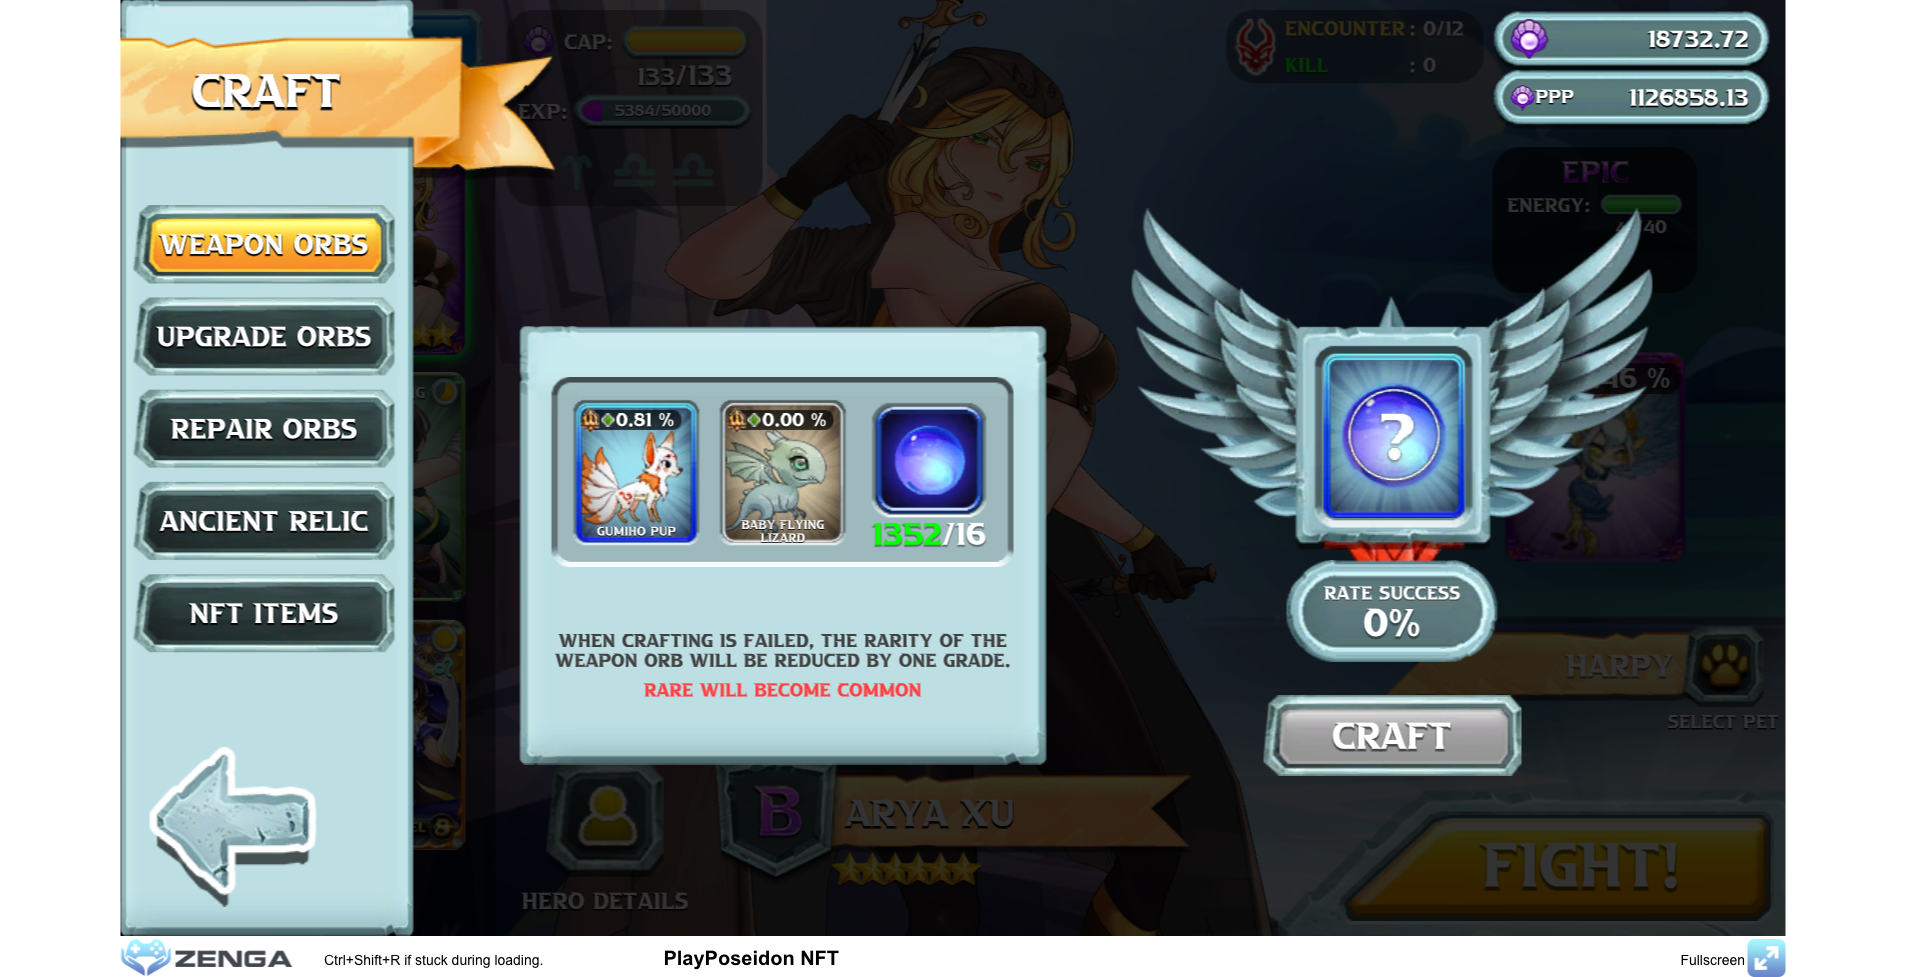 CRAFT
WEAPON ORBS
UPGRADE ORBS
REPAIR ORBS
ANCIENT RELIC
NFT ITEMS
CAP:
133/133
EXP: 5384/50000
ENCOUNTER : 0/12
KILL : 0
18732.72
PPP 1126858.13
EPIC
ENERGY:
0.81 %
GUMIHO PUP
0.00 %
BABY FLYING
LIZARD
1352/16
WHEN CRAFTING IS FAILED, THE RARITY OF THE
WEAPON ORB WILL BE REDUCED BY ONE GRADE.
RARE WILL BECOME COMMON
?
RATE SUCCESS
0%
CRAFT
HARPY
SELECT PET
B ARYA XU
HERO DETAILS
FIGHT!
ZENGA
Ctrl+Shift+R if stuck during loading.
PlayPoseidon NFT
Fullscreen